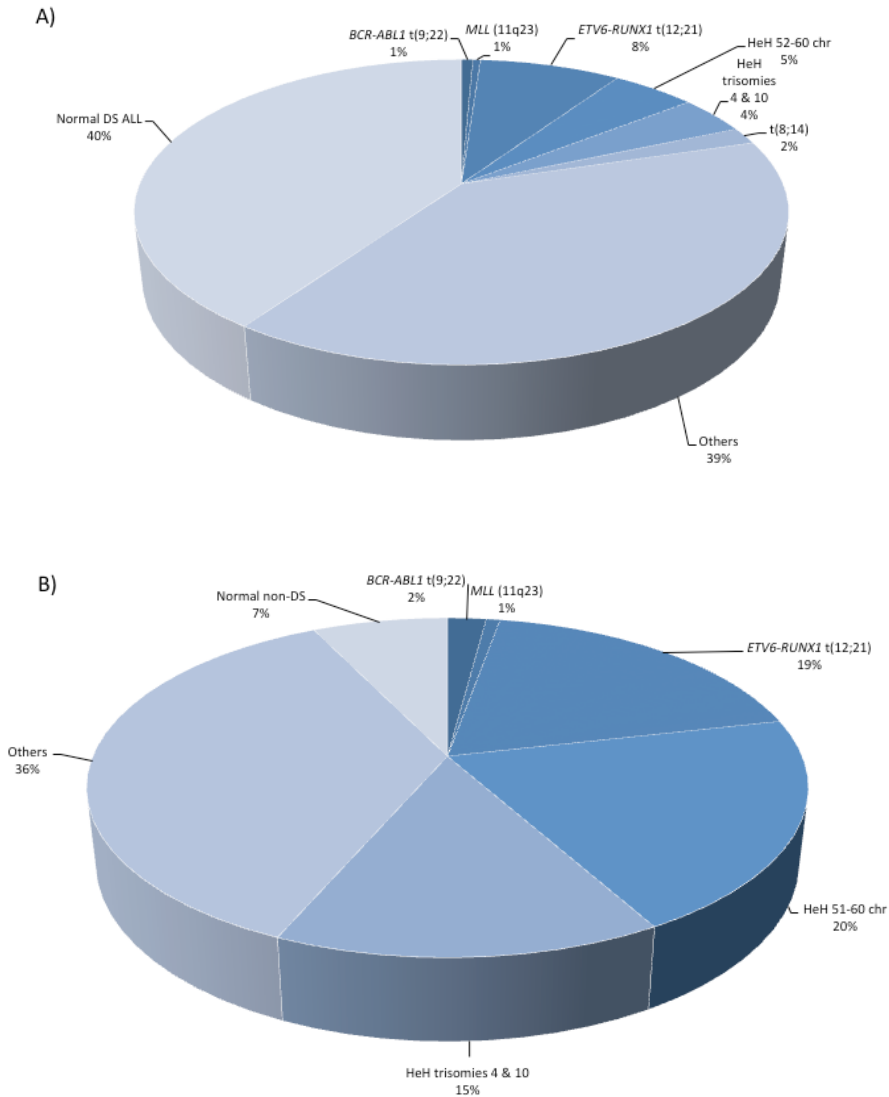 A)
BCR-ABL1 t(9;22)
1%
MLL (11q23)
1%
ETV6-RUNX1 t(12;21)
8%
HeH 52-60 chr
5%
HeH
trisomies
4 & 10
4%
t(8;14)
2%
Normal DS ALL
40%
Others
39%
B)
BCR-ABL1 t(9;22)
2%
MLL (11q23)
1%
Normal non-DS
7%
ETV6-RUNX1 t(12;21)
19%
Others
36%
HeH 51-60 chr
20%
HeH trisomies 4 & 10
15%